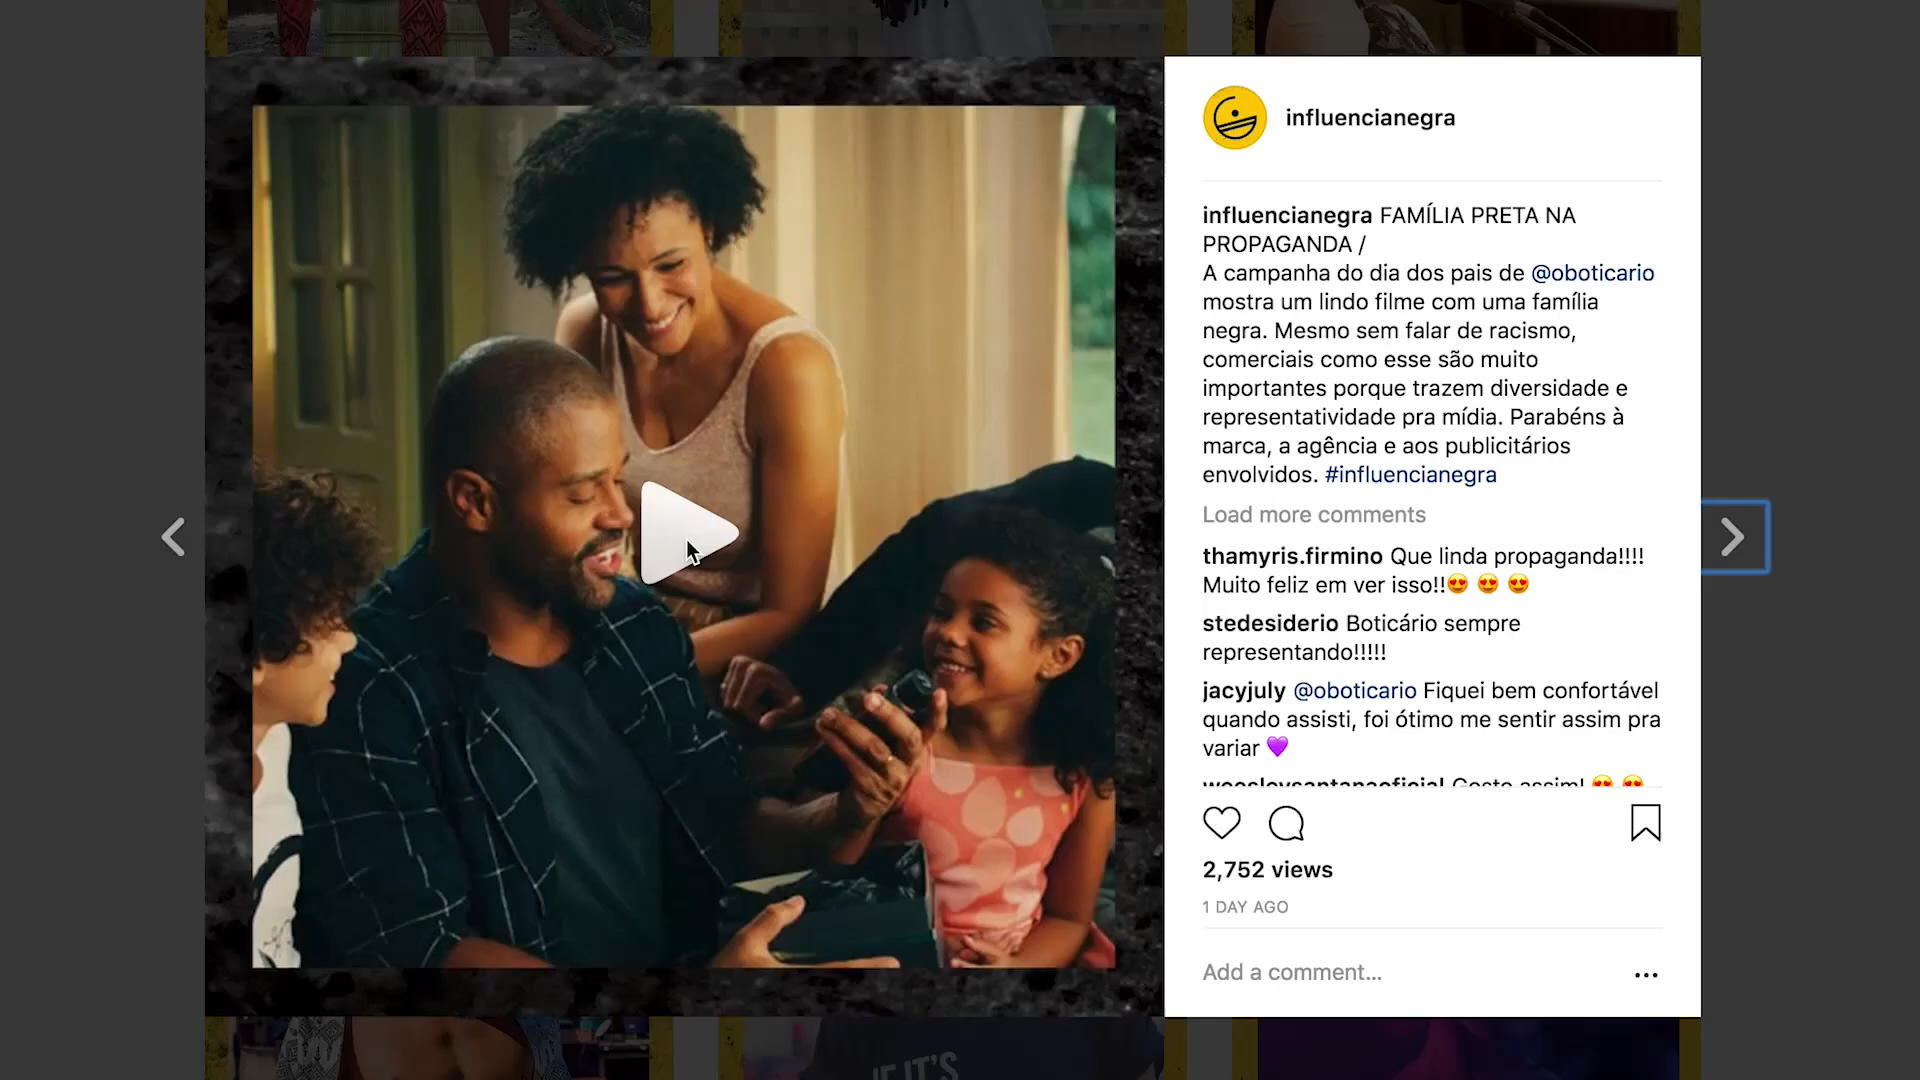 influencianegra
influencianegra FAMÍLIA PRETA NA
PROPAGANDA /
A campanha do dia dos pais de @oboticario
mostra um lindo filme com uma família
negra. Mesmo sem falar de racismo,
comerciais como esse são muito
importantes porque trazem diversidade e
representatividade pra mídia. Parabéns à
marca, a agência e aos publicitários
envolvidos. #influencianegra
Load more comments
thamyris.firmino Que linda propaganda!!!!
Muito feliz em ver isso!!😍 😍 😍
stedesiderio Boticário sempre
representando!!!!!
jacyjuly @oboticario Fiquei bem confortável
quando assisti, foi ótimo me sentir assim pra
variar 💜
Gosto assim! 😍 😍
2,752 views
1 DAY AGO
Add a comment...
IF IT'S